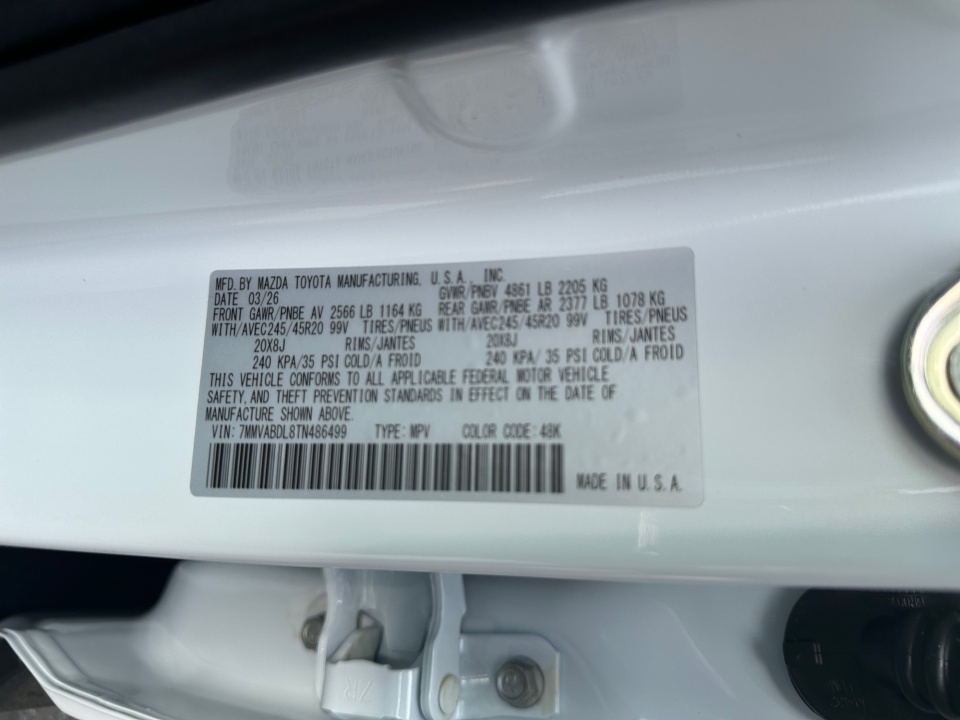 MFD. BY MAZDA TOYOTA MANUFACTURING, U.S.A. INC.
DATE 03/26 GVWR/PNBV 4861 LB 2205 KG
FRONT GAWR/PNBE AV 2566 LB 1164 KG REAR GAWR/PNBE AR 2377 LB 1078 KG
WITH/AVEC245/45R20 99V TIRES/PNEUS WITH/AVEC245/45R20 99V TIRES/PNEUS
20X8J RIMS/JANTES 20X8J RIMS/JANTES
240 KPA/35 PSI COLD/A FROID 240 KPA/ 35 PSI COLD/A FROID
THIS VEHICLE CONFORMS TO ALL APPLICABLE FEDERAL MOTOR VEHICLE
SAFETY, AND THEFT PREVENTION STANDARDS IN EFFECT ON THE DATE OF
MANUFACTURE SHOWN ABOVE.
VIN: 7MMVABDL8TN486499 TYPE: MPV COLOR CODE: 48K
MADE IN U.S.A.